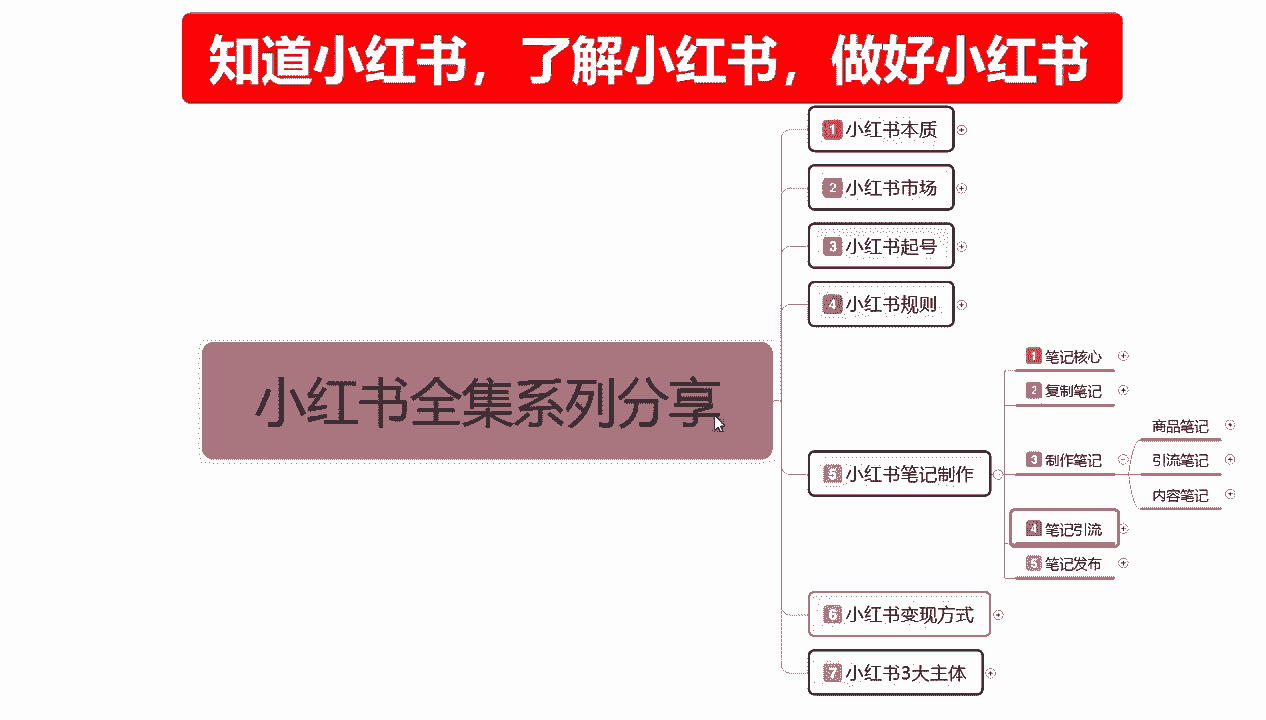 知道小红书，了解小红书，做好小红书
小红书全集系列分享
1 小红书本质
2 小红书市场
3 小红书起号
4 小红书规则
5 小红书笔记制作
1 笔记核心
2 复制笔记
3 制作笔记
商品笔记
引流笔记
内容笔记
4 笔记引流
5 笔记发布
6 小红书变现方式
7 小红书3大主体